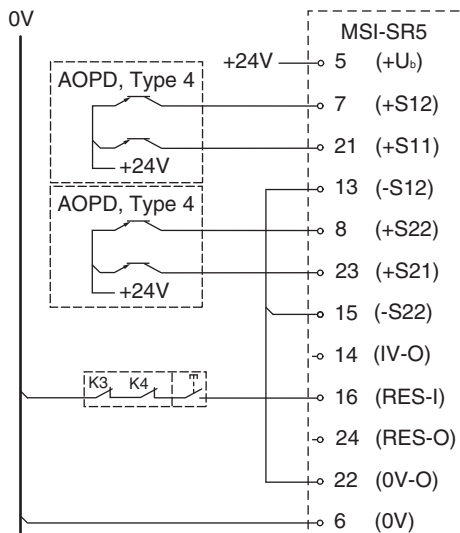 0V
MSI-SR5
+24V 5 (+Ub)
AOPD, Type 4
7 (+S12)
21 (+S11)
+24V
13 (-S12)
AOPD, Type 4
8 (+S22)
23 (+S21)
+24V
15 (-S22)
14 (IV-O)
K3 K4
16 (RES-I)
24 (RES-O)
22 (0V-O)
6 (0V)